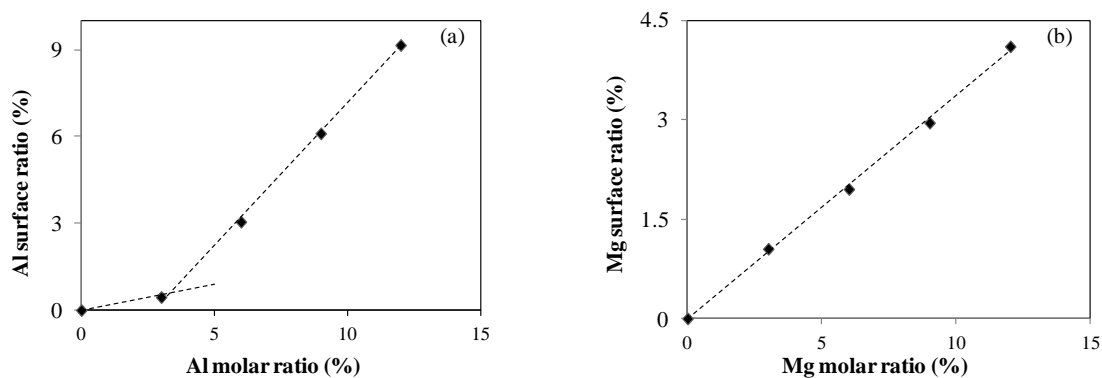 (a)
9
6
3
0
0
5
10
15
Al surface ratio (%)
Al molar ratio (%)
(b)
4.5
3
1.5
0
0
5
10
15
Mg surface ratio (%)
Mg molar ratio (%)